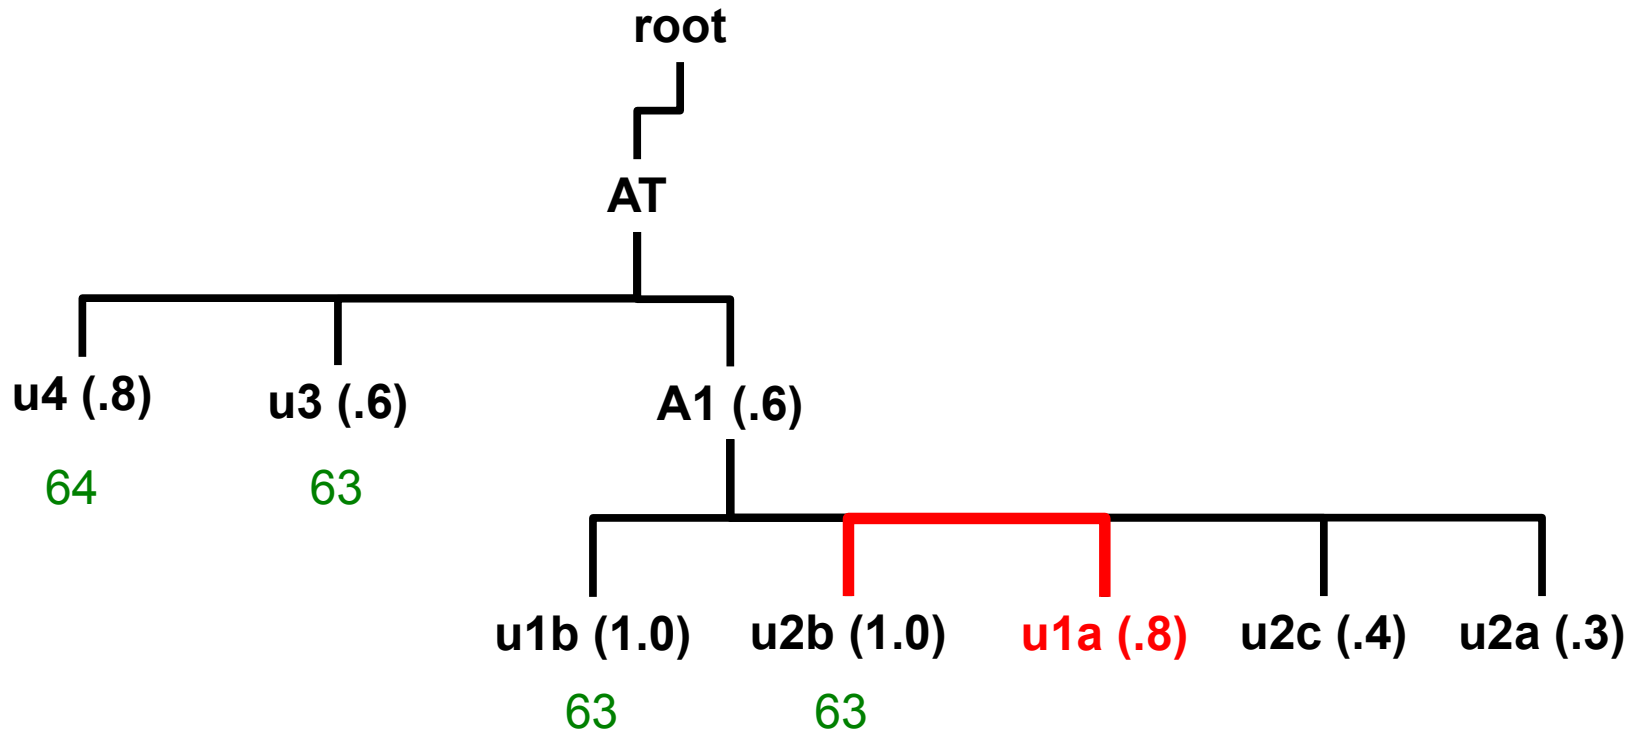 root
AT
u4 (.8)
u3 (.6)
A1 (.6)
64
63
u1b (1.0)
u2b (1.0)
u1a (.8)
u2c (.4)
u2a (.3)
63
63